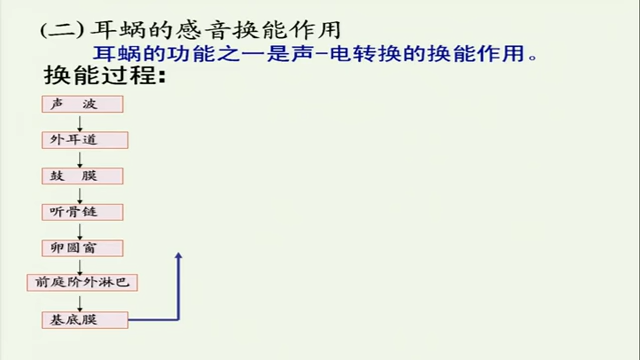 (二)耳蜗的感音换能作用
耳蜗的功能之一是声-电转换的换能作用。
换能过程:
声 波
外耳道
鼓 膜
听骨链
卵圆窗
前庭阶外淋巴
基底膜